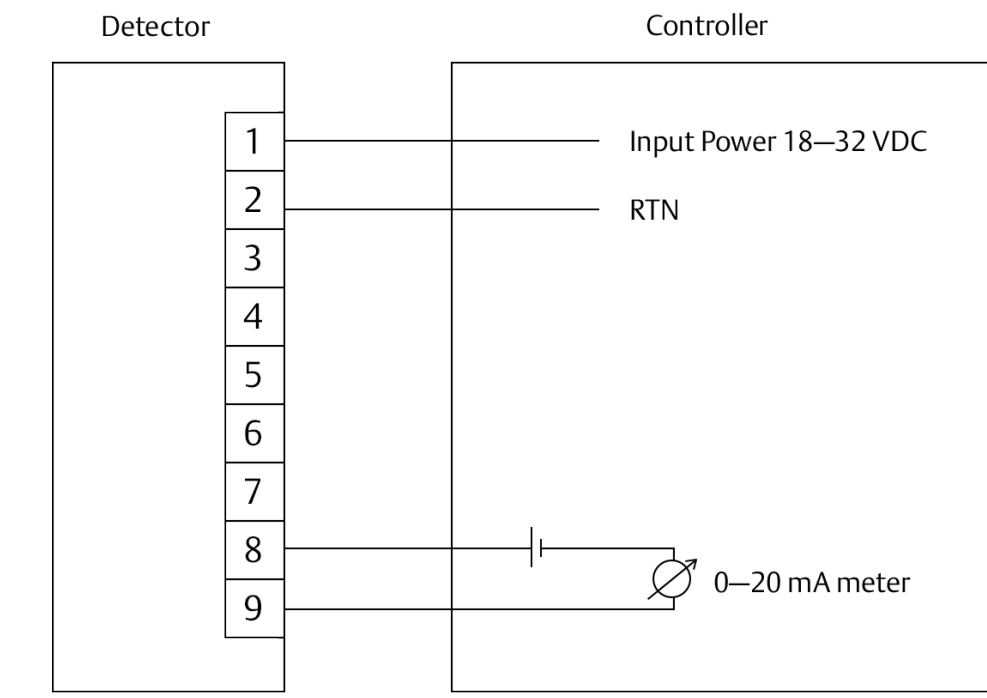 Detector
Controller
1
Input Power 18—32 VDC
2
RTN
3
4
5
6
7
8
9
0—20 mA meter